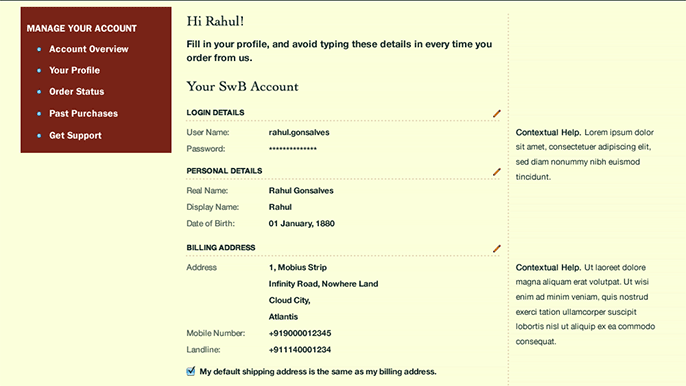 MANAGE YOUR ACCOUNT
Account Overview
Your Profile
Order Status
Past Purchases
Get Support
Hi Rahul!
Fill in your profile, and avoid typing these details in every time you
order from us.
Your SwB Account
LOGIN DETAILS
User Name: rahul.gonsalves
Password: **************
PERSONAL DETAILS
Real Name: Rahul Gonsalves
Display Name: Rahul
Date of Birth: 01 January, 1880
BILLING ADDRESS
Address 1, Mobius Strip
Infinity Road, Nowhere Land
Cloud City,
Atlantis
Mobile Number: +919000012345
Landline: +911140001234
My default shipping address is the same as my billing address.
Contextual Help. Lorem ipsum dolor
sit amet, consectetuer adipiscing elit,
sed diam nonummy nibh euismod
tincidunt.
Contextual Help. Ut laoreet dolore
magna aliquam erat volutpat. Ut wisi
enim ad minim veniam, quis nostrud
exerci tation ullamcorper suscipit
lobortis nisl ut aliquip ex ea commodo
consequat.